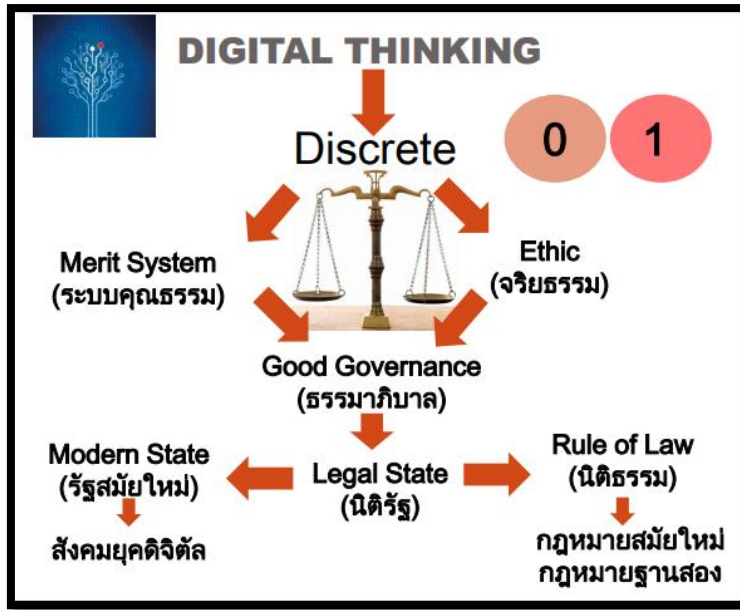 DIGITAL THINKING
Discrete
0 1
Merit System
(ระบบคุณธรรม)
Ethic
(จริยธรรม)
Good Governance
(ธรรมาภิบาล)
Modern State
(รัฐสมัยใหม่)
Legal State
(นิติรัฐ)
Rule of Law
(นิติธรรม)
สังคมยุคดิจิตัล
กฎหมายสมัยใหม่
กฎหมายฐานสอง